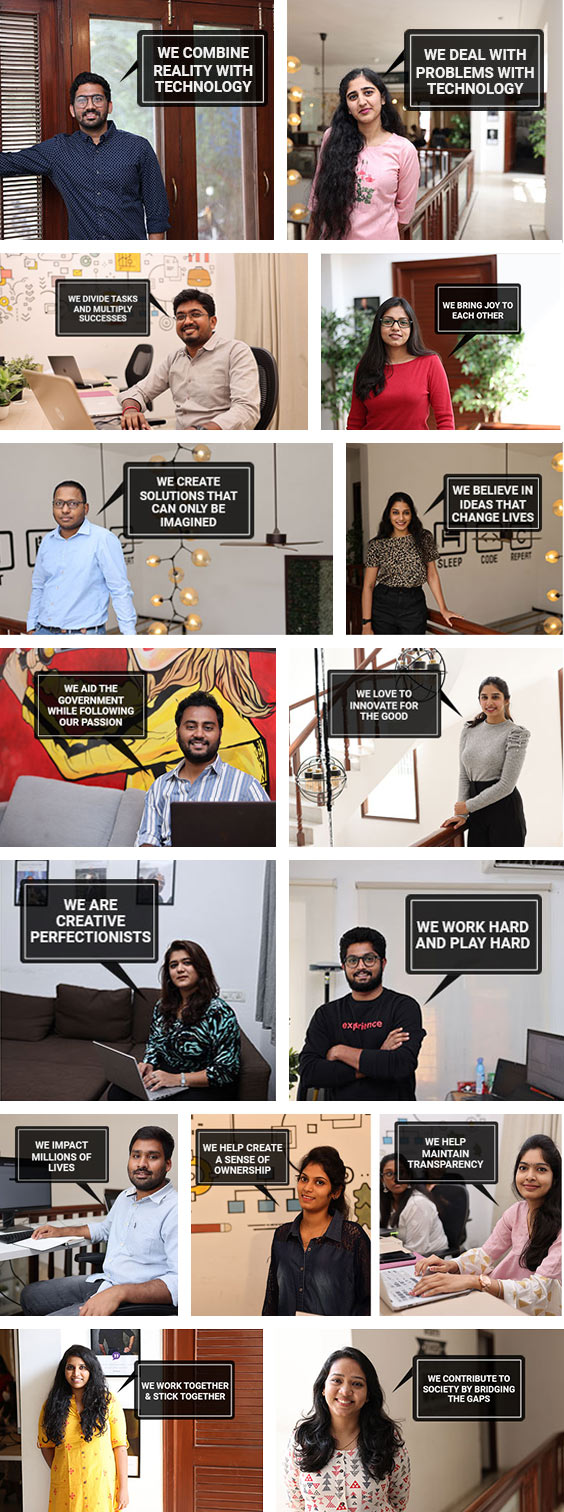 WE COMBINE
REALITY WITH
TECHNOLOGY
WE DEAL WITH
PROBLEMS WITH
TECHNOLOGY
WE DIVIDE TASKS
AND MULTIPLY
SUCCESSES
WE BRING JOY TO
EACH OTHER
WE CREATE
SOLUTIONS THAT
CAN ONLY BE
IMAGINED
WE BELIEVE IN
IDEAS THAT
CHANGE LIVES
SLEEP CODE REPEAT
WE AID THE
GOVERNMENT
WHILE FOLLOWING
OUR PASSION
WE LOVE TO
INNOVATE FOR
THE GOOD
WE ARE
CREATIVE
PERFECTIONISTS
WE WORK HARD
AND PLAY HARD
WE IMPACT
MILLIONS OF
LIVES
WE HELP CREATE
A SENSE OF
OWNERSHIP
WE HELP
MAINTAIN
TRANSPARENCY
WE WORK TOGETHER
& STICK TOGETHER
WE CONTRIBUTE TO
SOCIETY BY BRIDGING
THE GAPS